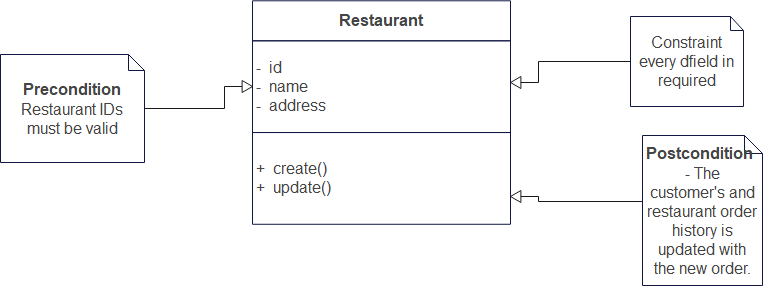 Restaurant
- id
- name
- address
+ create()
+ update()
Precondition
Restaurant IDs
must be valid
Constraint
every dfield in
required
Postcondition
- The
customer's and
restaurant order
history is
updated with
the new order.